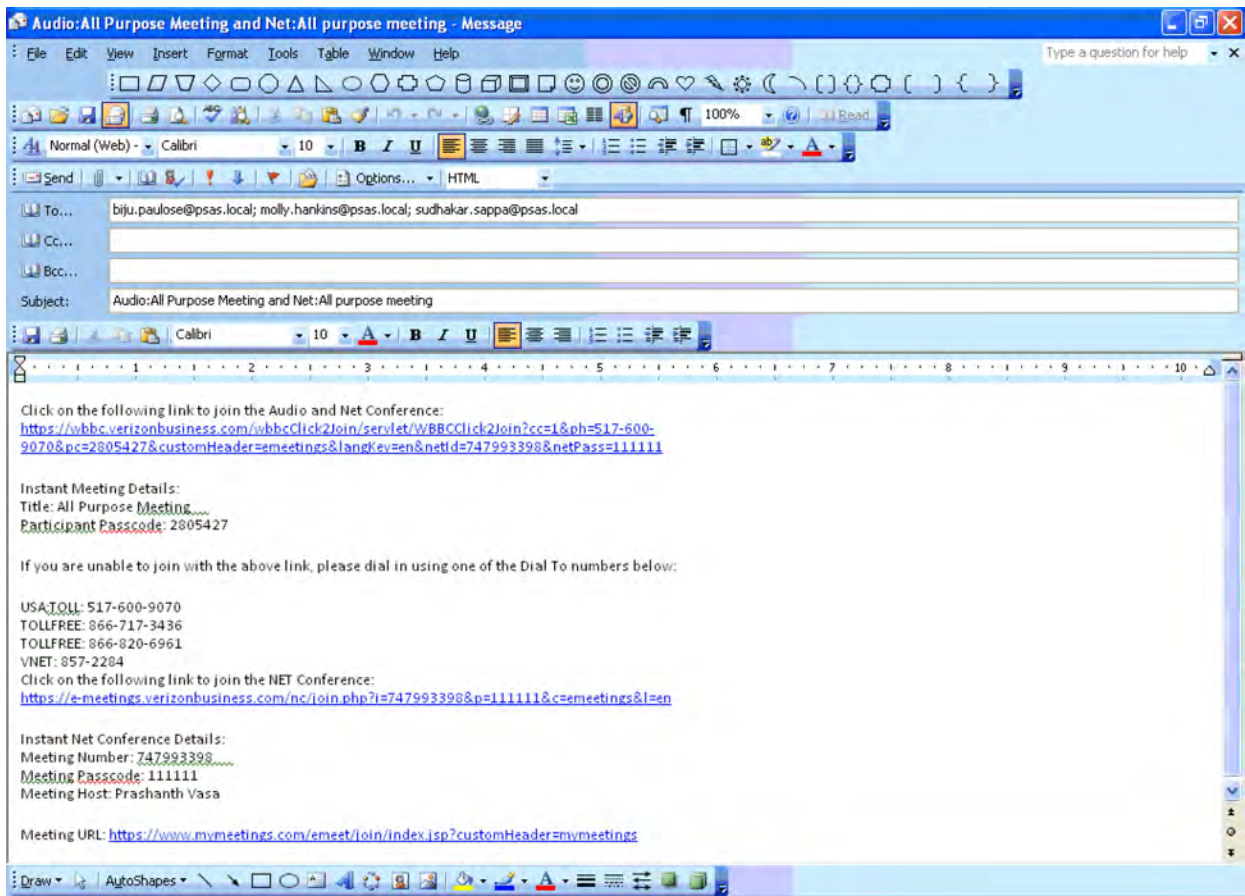 Audio:All Purpose Meeting and Net:All purpose meeting - Message
File Edit View Insert Format Tools Table Window Help
Type a question for help
100%
Read
Normal (Web) - Calibri 10 B I U
Send Options... HTML
To... biju.paulose@psas.local; molly.hankins@psas.local; sudhakar.sappa@psas.local
Cc...
Bcc...
Subject: Audio:All Purpose Meeting and Net:All purpose meeting
Calibri 10 A B I U
1 2 3 4 5 6 7 8 9 10
Click on the following link to join the Audio and Net Conference:
https://wbbc.verizonbusiness.com/wbbcClick2Join/servlet/WBBCClick2Join?cc=1&ph=517-600-
9070&pc=2805427&customHeader=emeetings&langKey=en&netId=747993398&netPass=111111
Instant Meeting Details:
Title: All Purpose Meeting
Participant Passcode: 2805427
If you are unable to join with the above link, please dial in using one of the Dial To numbers below:
USA:TOLL: 517-600-9070
TOLLFREE: 866-717-3436
TOLLFREE: 866-820-6961
VNET: 857-2284
Click on the following link to join the NET Conference:
https://e-meetings.verizonbusiness.com/nc/join.php?i=747993398&p=111111&c=emeetings&l=en
Instant Net Conference Details:
Meeting Number: 747993398
Meeting Passcode: 111111
Meeting Host: Prashanth Vasa
Meeting URL: https://www.mymeetings.com/emeet/join/index.jsp?customHeader=mymeetings
Draw AutoShapes